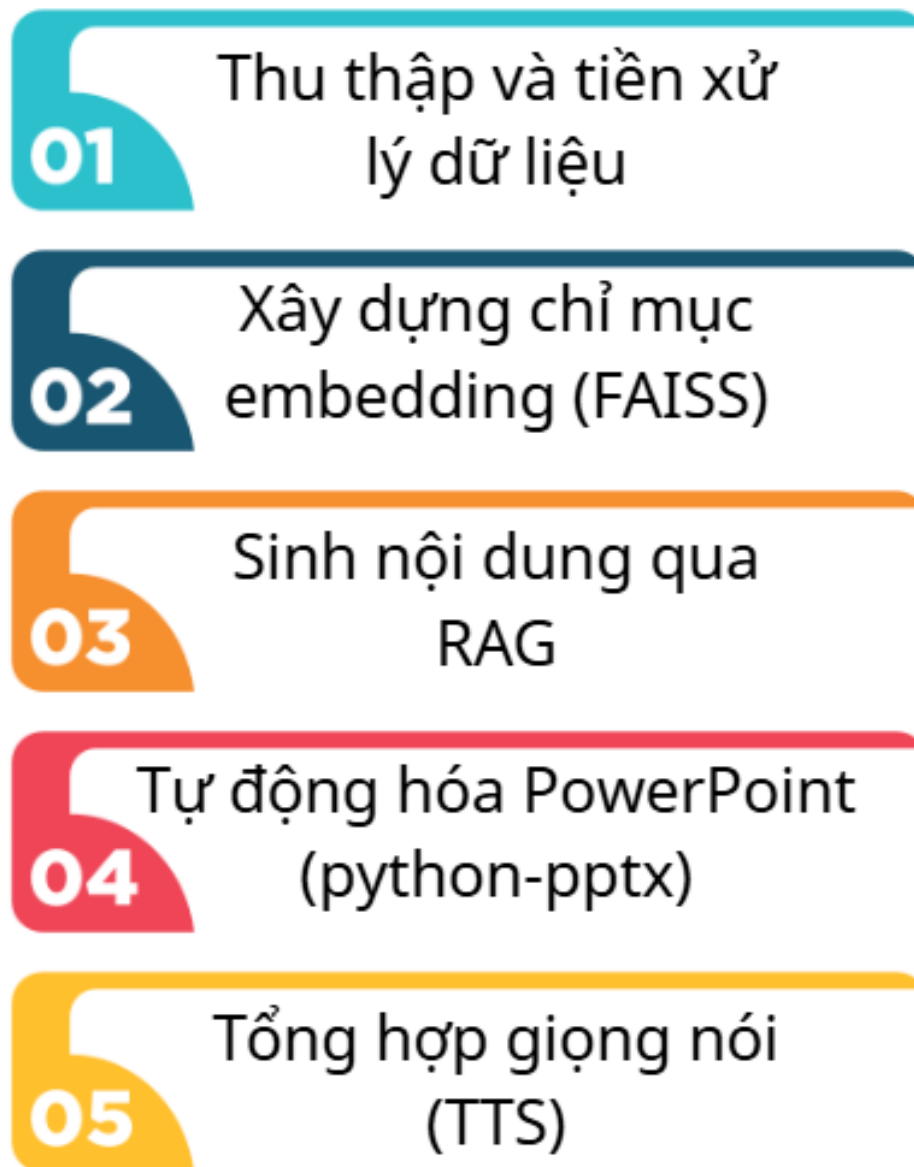 Thu thập và tiền xử
lý dữ liệu
01
Xây dựng chỉ mục
embedding (FAISS)
02
Sinh nội dung qua
RAG
03
Tự động hóa PowerPoint
(python-pptx)
04
Tổng hợp giọng nói
(TTS)
05